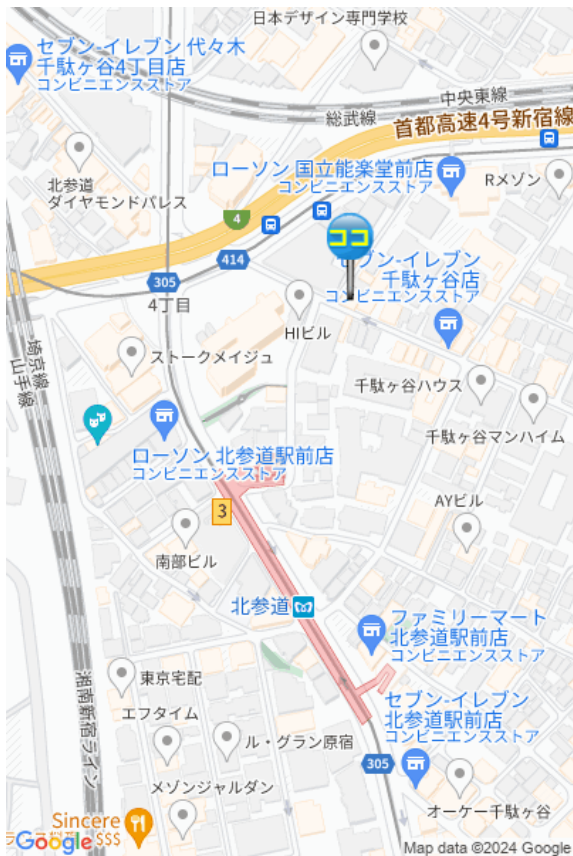 日本デザイン専門学校
セブン-イレブン 代々木
千駄ヶ谷4丁目店
コンビニエンスストア
中央東線
総武線
首都高速4号新宿線
ローソン 国立能楽堂前店
コンビニエンスストア
Rメゾン
北参道
ダイヤモンドパレス
4
ココ
414
305
4丁目
セブン-イレブン
千駄ヶ谷店
コンビニエンスストア
HIビル
埼京線
山手線
ストークメイジュ
千駄ヶ谷ハウス
千駄ヶ谷マンハイム
ローソン 北参道駅前店
コンビニエンスストア
3
AYビル
南部ビル
北参道
ファミリーマート
北参道駅前店
コンビニエンスストア
東京宅配
湘南新宿ライン
エフタイム
セブン-イレブン
北参道駅前店
コンビニエンスストア
ル・グラン原宿
305
メゾンジャルダン
オーケー千駄ヶ谷
Sincere
$$$
Google
Map data ©2024 Google